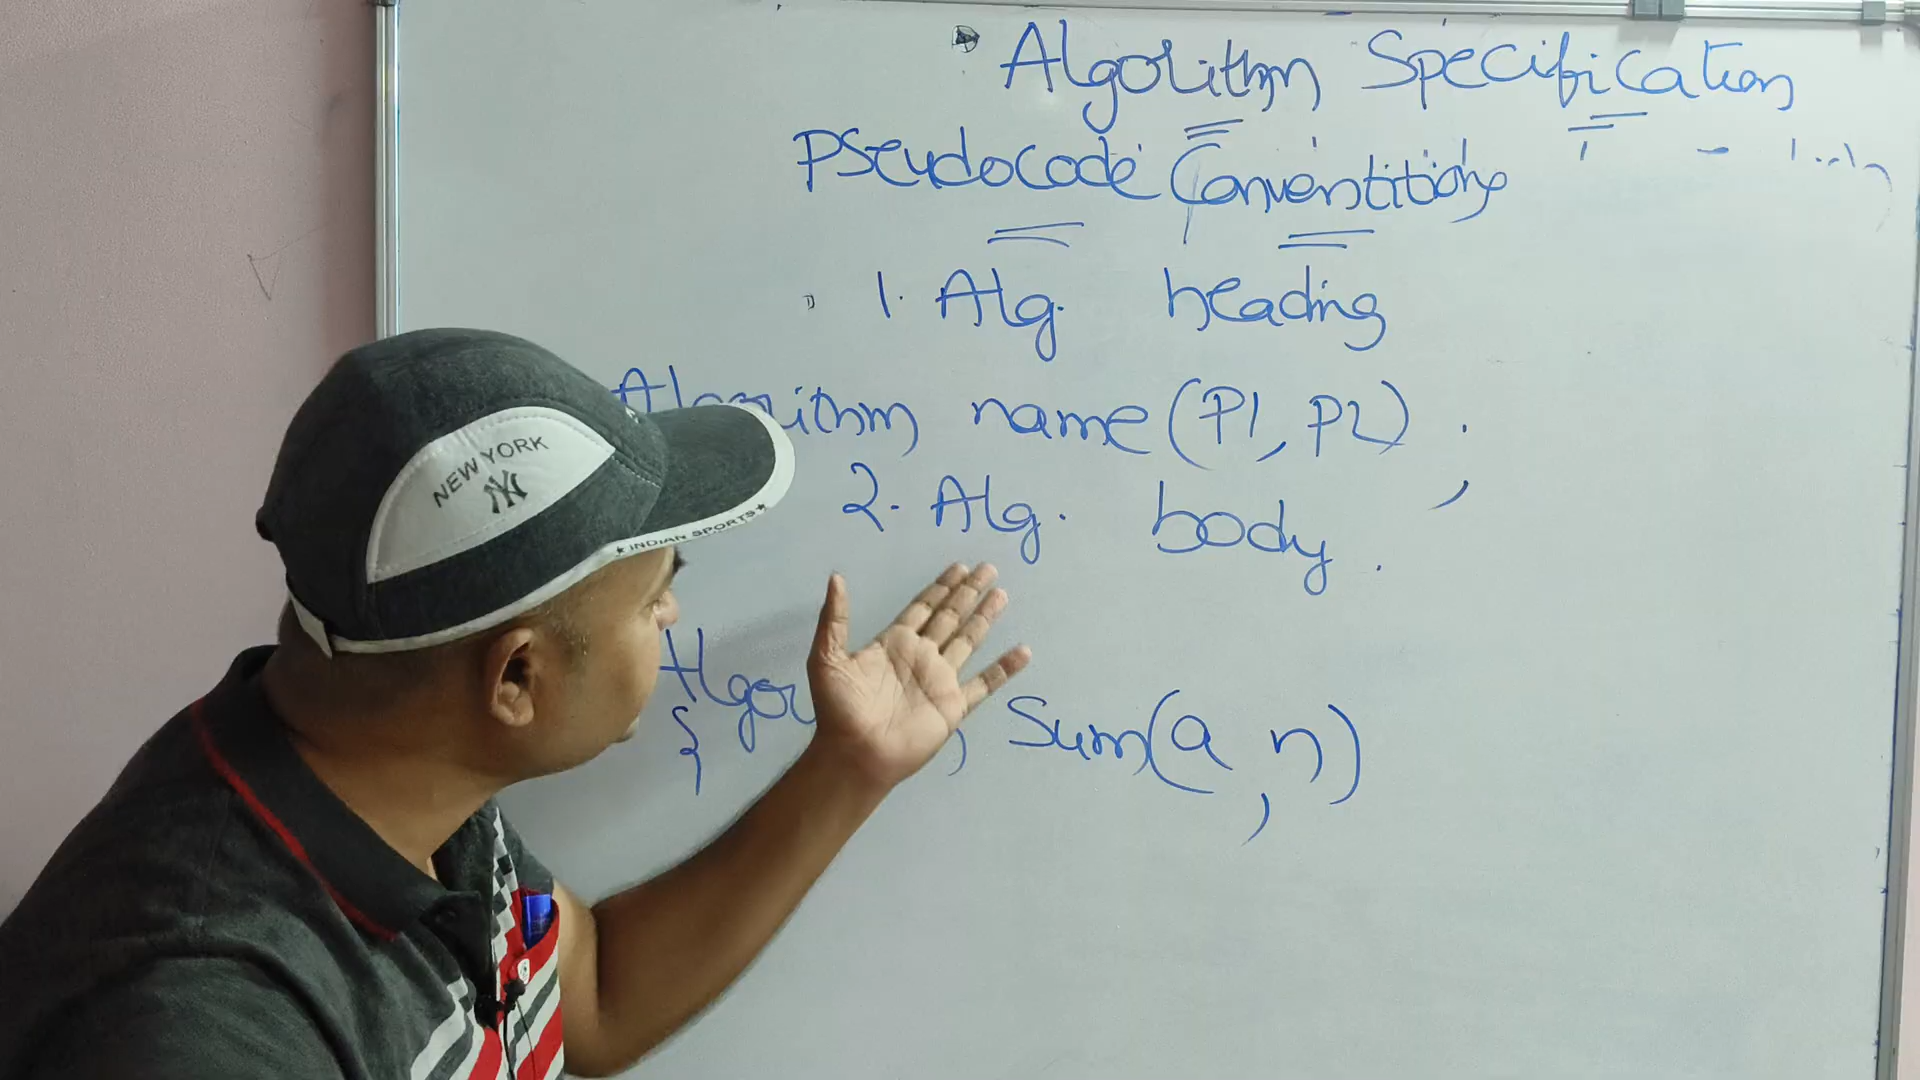 Algorithm Specification
Pseudocode Conventitions
1. Alg. heading
Algorithm name (P1, P2)
2. Alg. body.
Sum(a, n)
{
NEW YORK
NY
★INDIAN SPORTS★